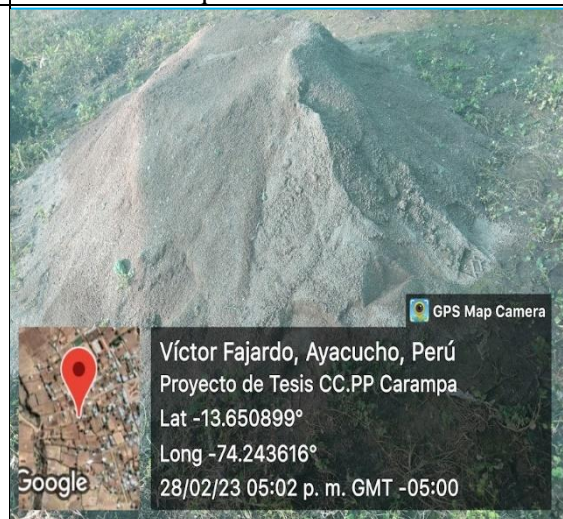 GPS Map Camera
Víctor Fajardo, Ayacucho, Perú
Proyecto de Tesis CC.PP Carampa
Lat -13.650899°
Long -74.243616°
Google
28/02/23 05:02 p. m. GMT -05:00